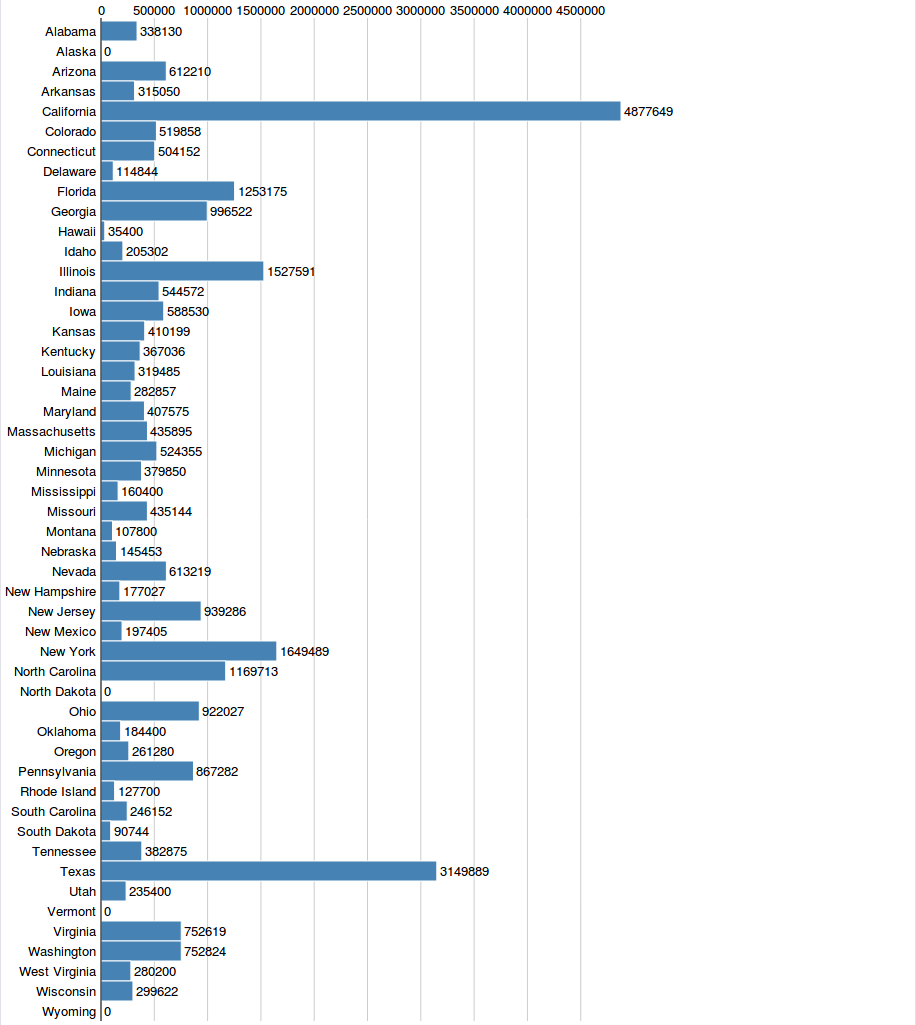 0 500000 1000000 1500000 2000000 2500000 3000000 3500000 4000000 4500000
Alabama 338130
Alaska 0
Arizona 612210
Arkansas 315050
California 4877649
Colorado 519858
Connecticut 504152
Delaware 114844
Florida 1253175
Georgia 996522
Hawaii 35400
Idaho 205302
Illinois 1527591
Indiana 544572
Iowa 588530
Kansas 410199
Kentucky 367036
Louisiana 319485
Maine 282857
Maryland 407575
Massachusetts 435895
Michigan 524355
Minnesota 379850
Mississippi 160400
Missouri 435144
Montana 107800
Nebraska 145453
Nevada 613219
New Hampshire 177027
New Jersey 939286
New Mexico 197405
New York 1649489
North Carolina 1169713
North Dakota 0
Ohio 922027
Oklahoma 184400
Oregon 261280
Pennsylvania 867282
Rhode Island 127700
South Carolina 246152
South Dakota 90744
Tennessee 382875
Texas 3149889
Utah 235400
Vermont 0
Virginia 752619
Washington 752824
West Virginia 280200
Wisconsin 299622
Wyoming 0